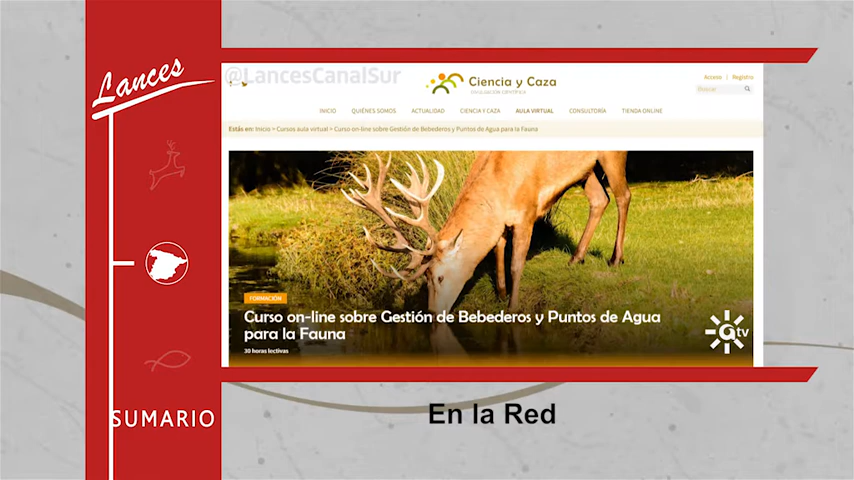 Lances
@LancesCanalSur
Ciencia y Caza
DIVULGACIÓN CIENTÍFICA
Acceso | Registro
Buscar
INICIO QUIÉNES SOMOS ACTUALIDAD CIENCIA Y CAZA AULA VIRTUAL CONSULTORÍA TIENDA ONLINE
Estás en: Inicio > Cursos aula virtual > Curso on-line sobre Gestión de Bebederos y Puntos de Agua para la Fauna
FORMACIÓN
Curso on-line sobre Gestión de Bebederos y Puntos de Agua
para la Fauna
30 horas lectivas
Gtv
SUMARIO
En la Red